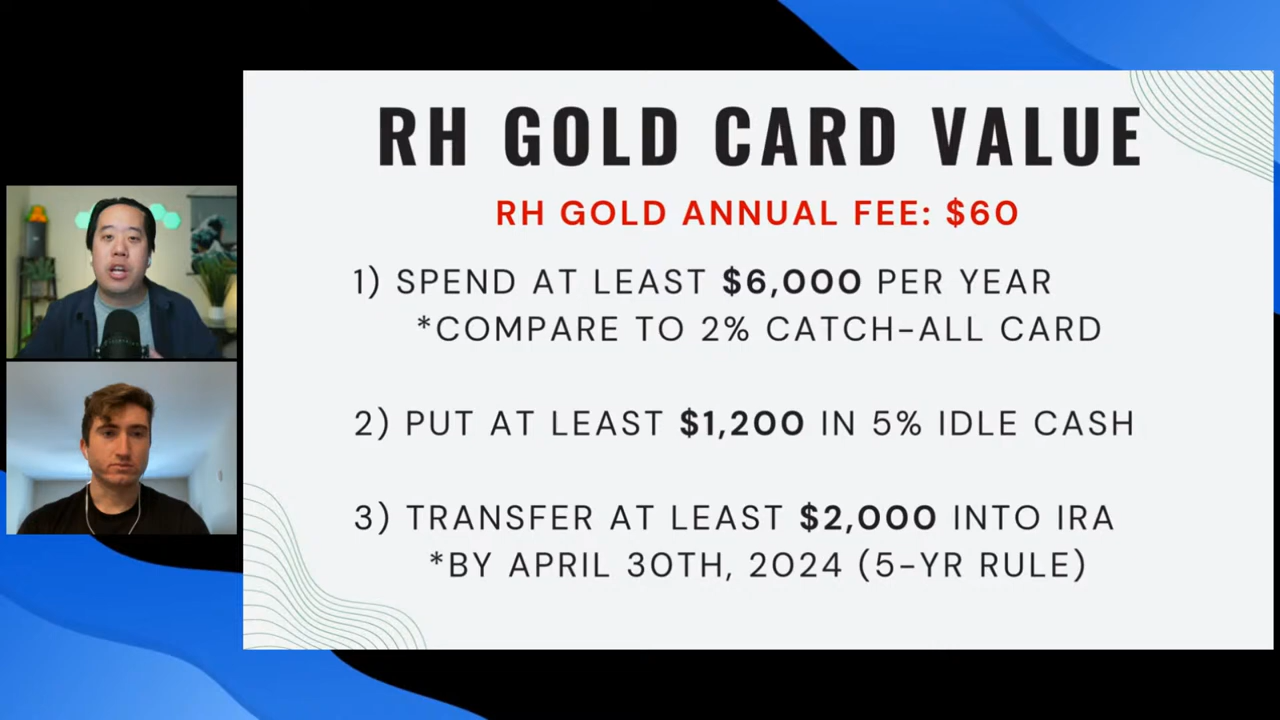 RH GOLD CARD VALUE
RH GOLD ANNUAL FEE: $60
1) SPEND AT LEAST $6,000 PER YEAR
*COMPARE TO 2% CATCH-ALL CARD
2) PUT AT LEAST $1,200 IN 5% IDLE CASH
3) TRANSFER AT LEAST $2,000 INTO IRA
*BY APRIL 30TH, 2024 (5-YR RULE)